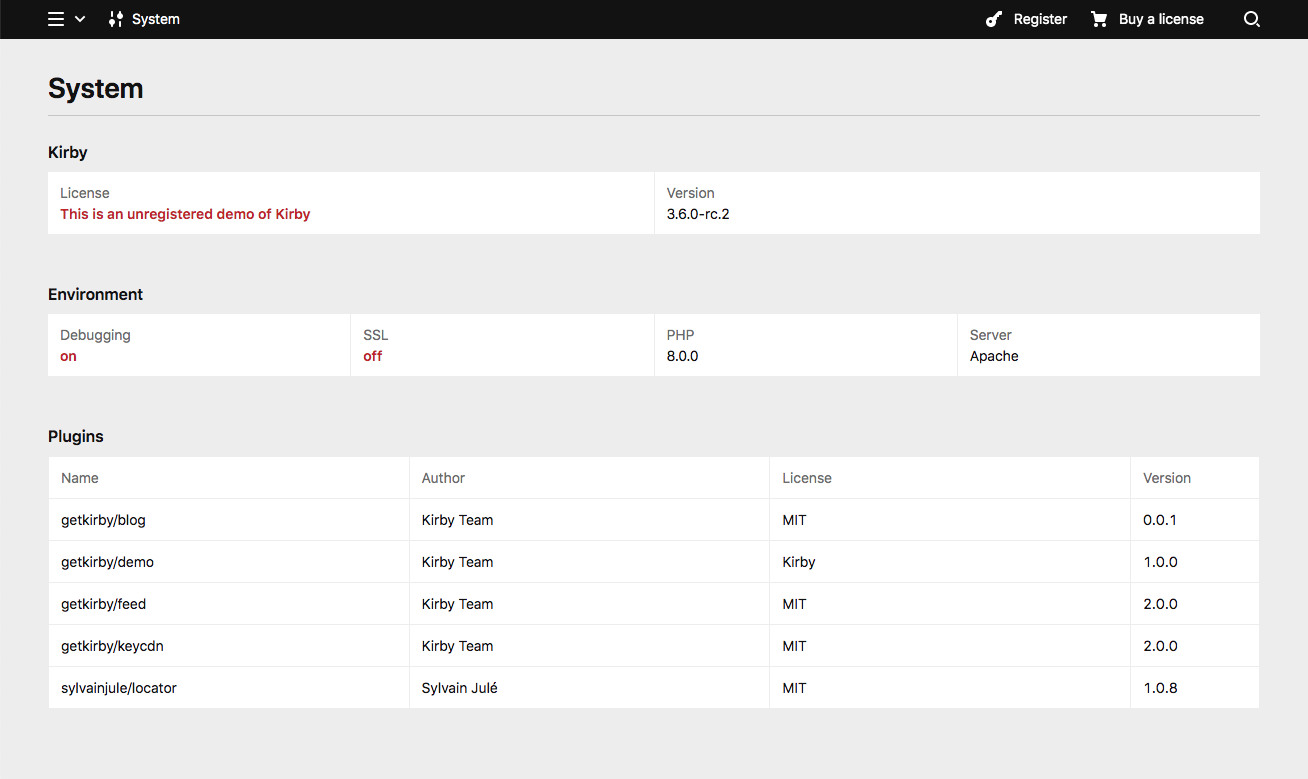 System
Register
Buy a license
System
Kirby
License
Version
This is an unregistered demo of Kirby
3.6.0-rc.2
Environment
Debugging
SSL
PHP
Server
on
off
8.0.0
Apache
Plugins
Name Author License Version
getkirby/blog Kirby Team MIT 0.0.1
getkirby/demo Kirby Team Kirby 1.0.0
getkirby/feed Kirby Team MIT 2.0.0
getkirby/keycdn Kirby Team MIT 2.0.0
sylvainjule/locator Sylvain Julé MIT 1.0.8